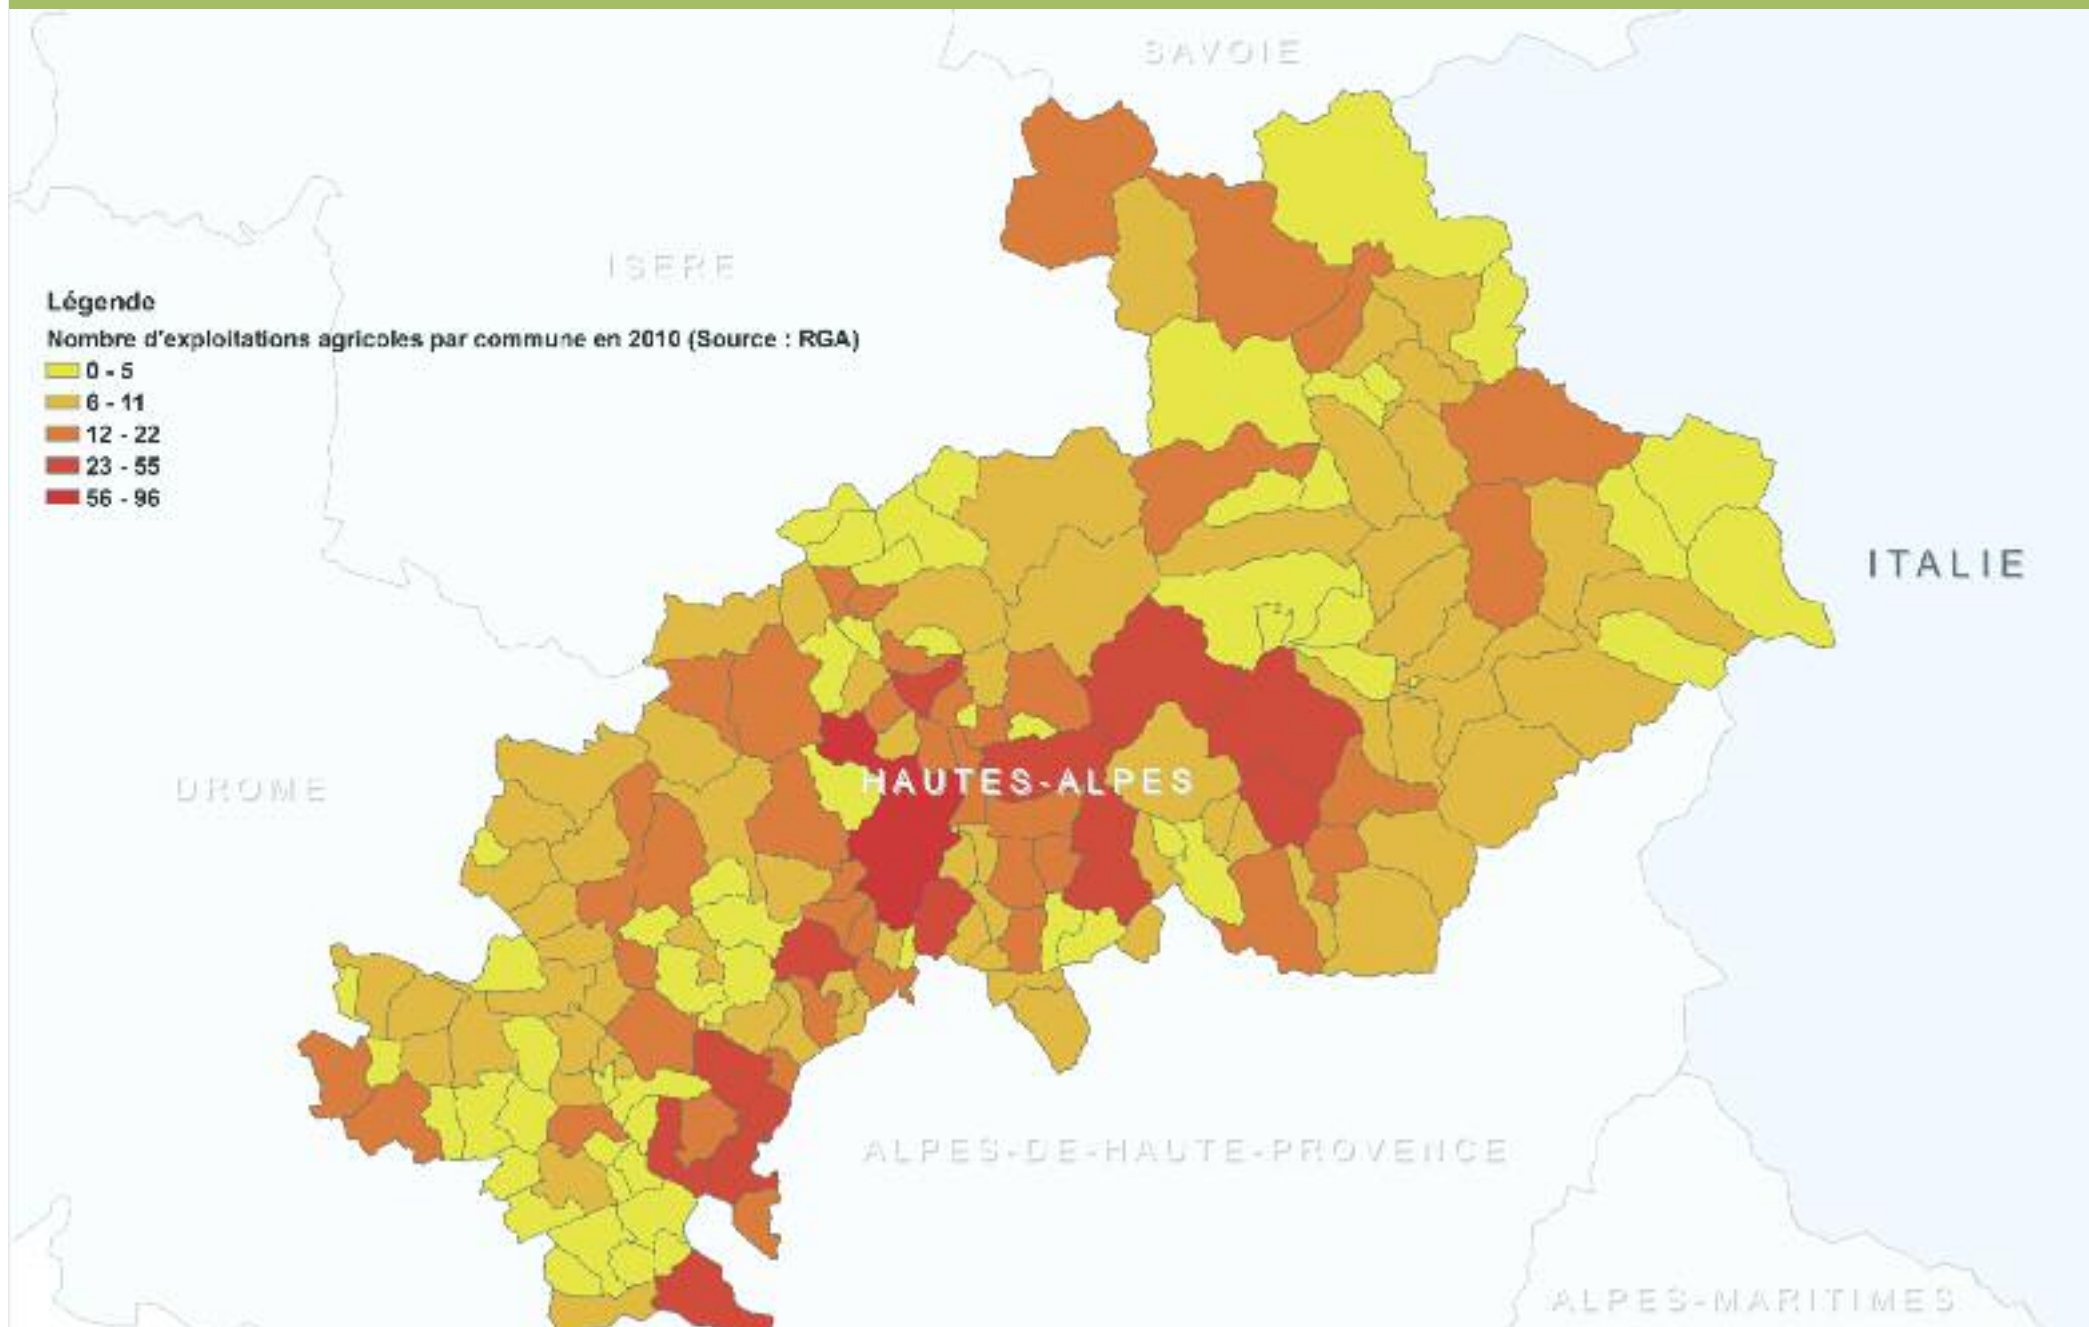 SAVOIE
ISERE
Légende
Nombre d'exploitations agricoles par commune en 2010 (Source : RGA)
0 - 5
6 - 11
12 - 22
23 - 55
56 - 96
ITALIE
DROME
HAUTES-ALPES
ALPES-DE-HAUTE-PROVENCE
ALPES-MARITIMES